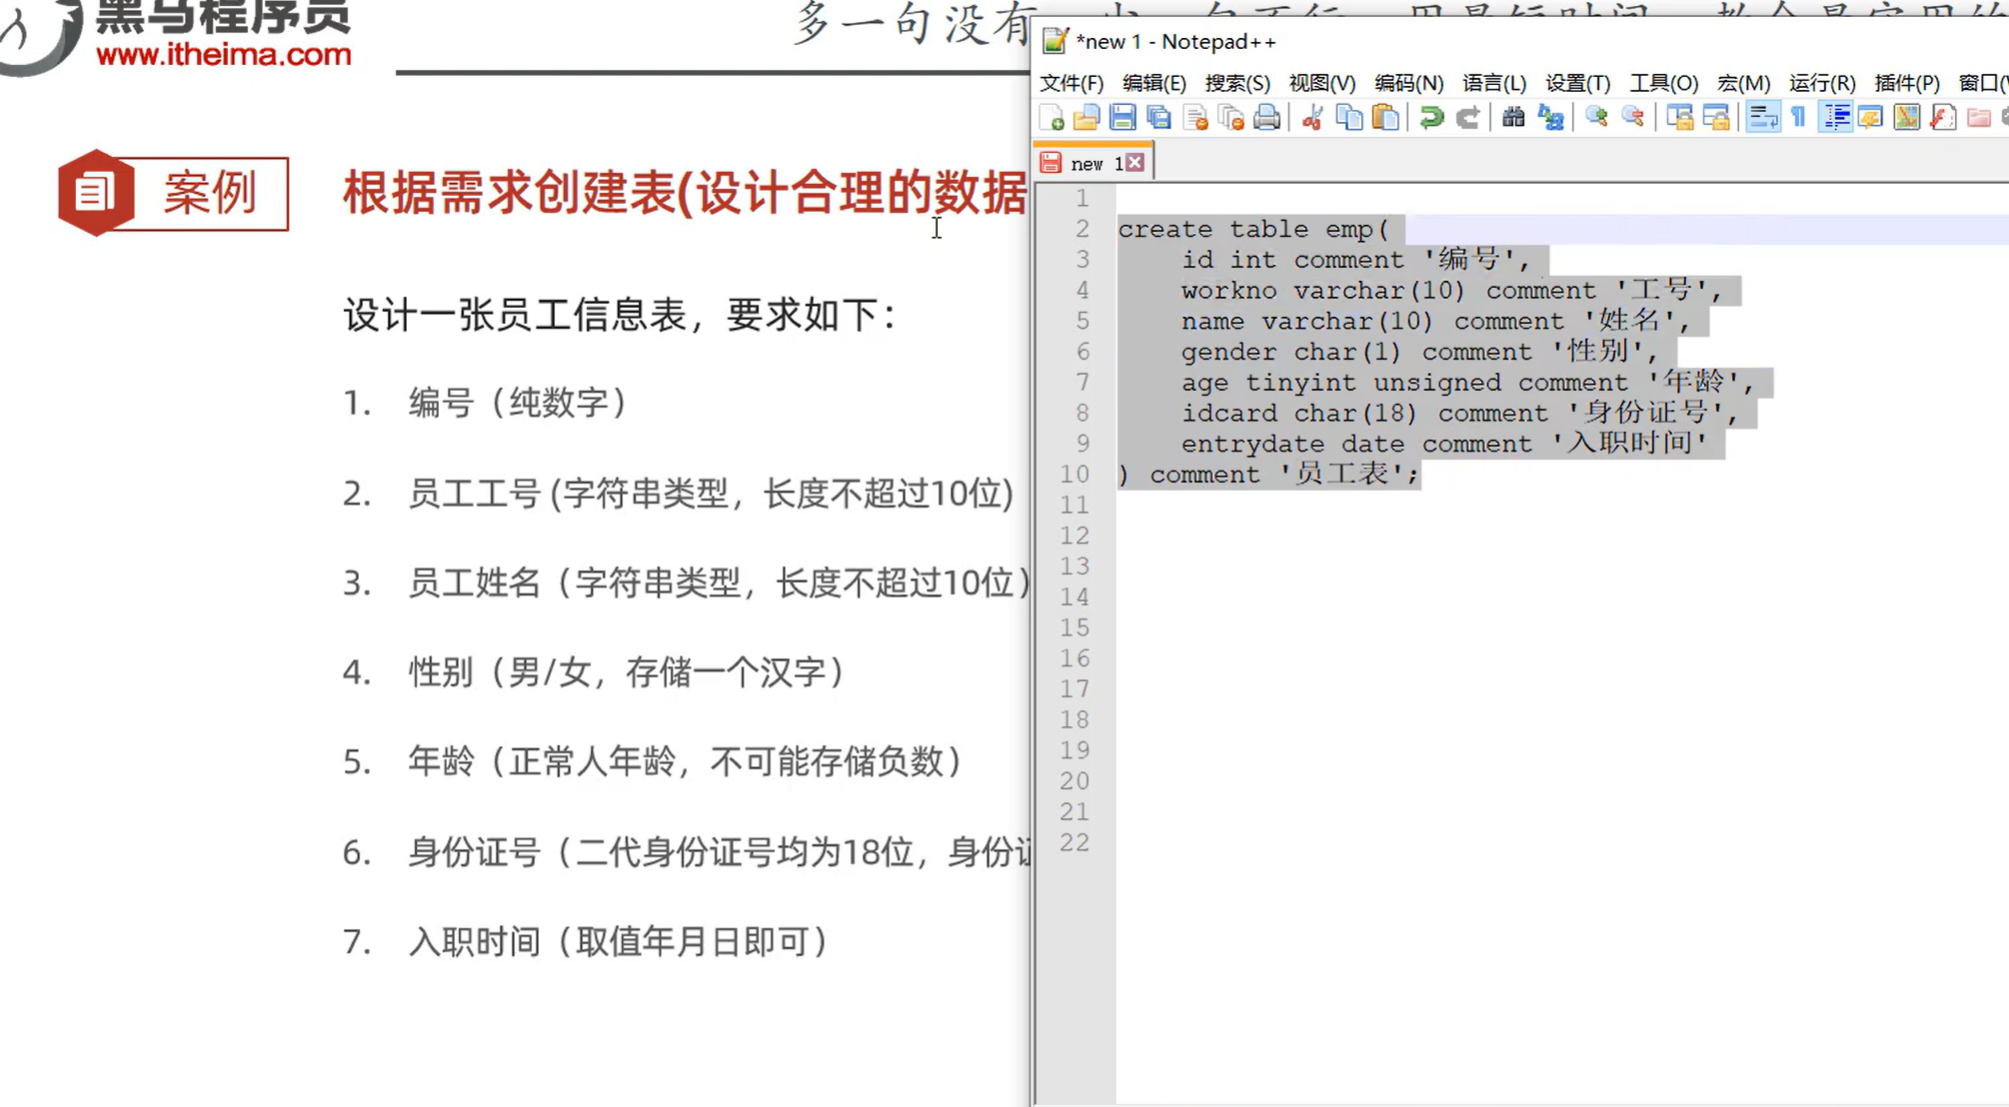 黑马程序员
www.itheima.com
多一句没有
案例
根据需求创建表(设计合理的数据
设计一张员工信息表，要求如下：
1. 编号（纯数字）
2. 员工工号 (字符串类型，长度不超过10位)
3. 员工姓名（字符串类型，长度不超过10位）
4. 性别（男/女，存储一个汉字）
5. 年龄（正常人年龄，不可能存储负数）
6. 身份证号（二代身份证号均为18位，身份证
7. 入职时间（取值年月日即可）
*new 1 - Notepad++
文件(F) 编辑(E) 搜索(S) 视图(V) 编码(N) 语言(L) 设置(T) 工具(O) 宏(M) 运行(R) 插件(P) 窗口(W
new 1
1
2 create table emp(
3 id int comment '编号',
4 workno varchar(10) comment '工号',
5 name varchar(10) comment '姓名',
6 gender char(1) comment '性别',
7 age tinyint unsigned comment '年龄',
8 idcard char(18) comment '身份证号',
9 entrydate date comment '入职时间'
10 ) comment '员工表';
11
12
13
14
15
16
17
18
19
20
21
22